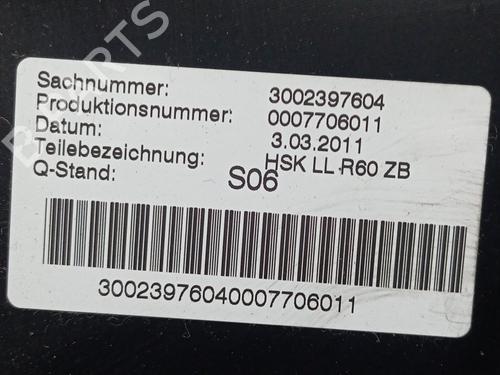 Sachnummer: 3002397604
Produktionsnummer: 0007706011
Datum: 3.03.2011
Teilebezeichnung: HSK LL R60 ZB
Q-Stand: S06
30023976040007706011